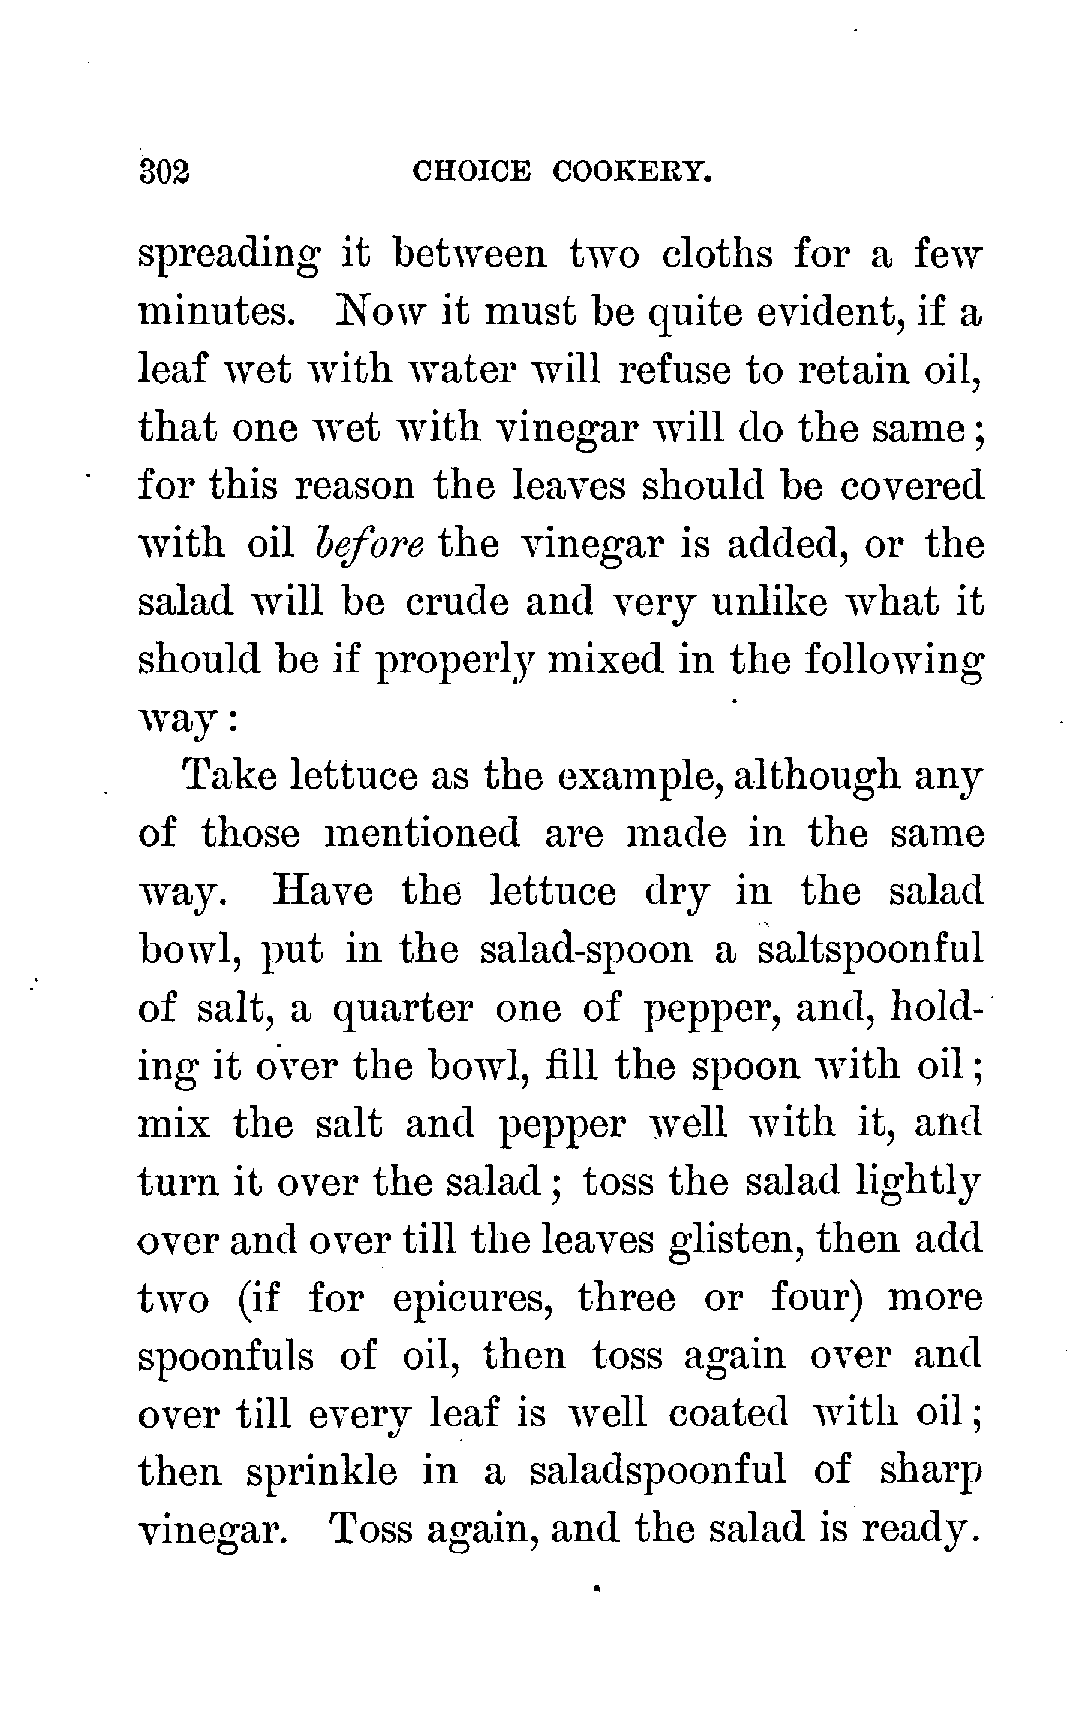 302 CHOICE COOKERY.
spreading it between two cloths for a few
minutes. Now it must be quite evident, if a
leaf wet with water will refuse to retain oil,
that one wet with vinegar will do the same;
for this reason the leaves should be covered
with oil before the vinegar is added, or the
salad will be crude and very unlike what it
should be if properly mixed in the following
way:
Take lettuce as the example, although any
of those mentioned are made in the same
way. Have the lettuce dry in the salad
bowl, put in the salad-spoon a saltspoonful
of salt, a quarter one of pepper, and, hold-
ing it over the bowl, fill the spoon with oil;
mix the salt and pepper well with it, and
turn it over the salad; toss the salad lightly
over and over till the leaves glisten, then add
two (if for epicures, three or four) more
spoonfuls of oil, then toss again over and
over till every leaf is well coated with oil;
then sprinkle in a saladspoonful of sharp
vinegar. Toss again, and the salad is ready.